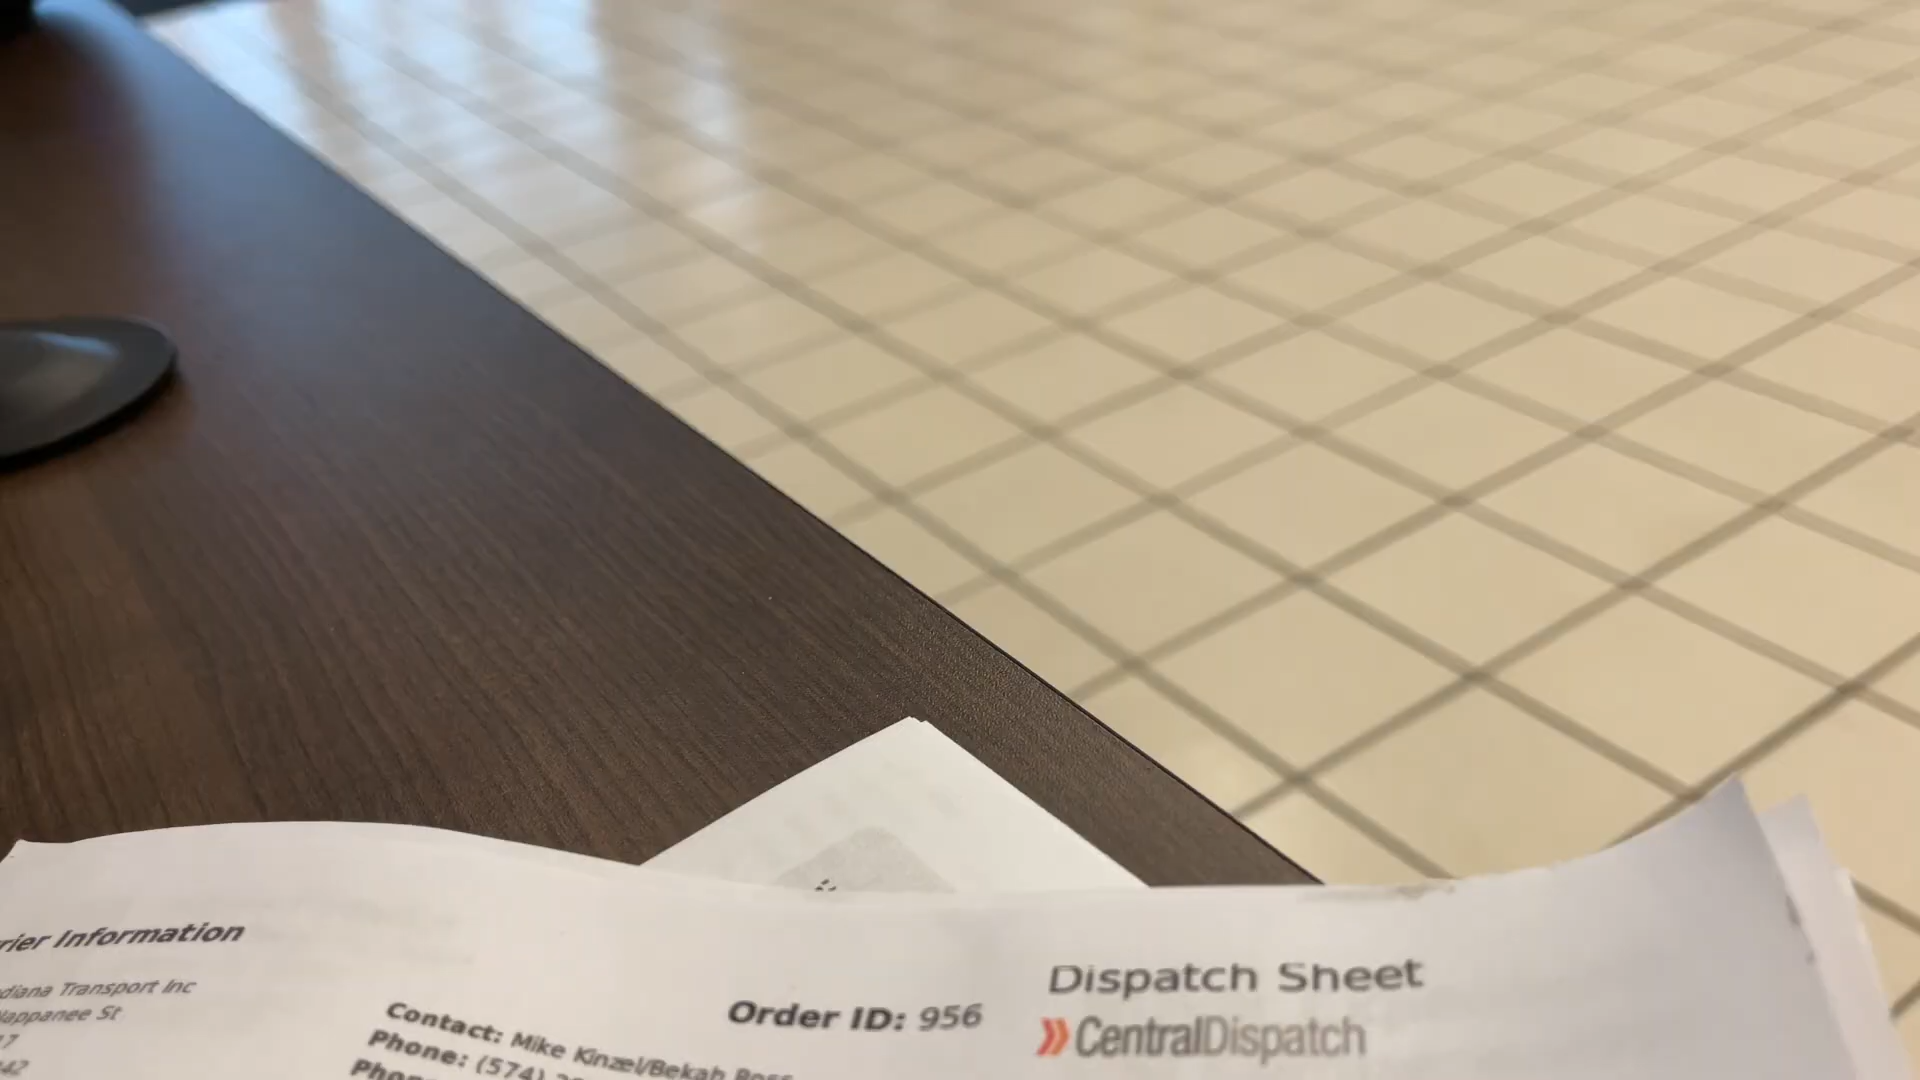 Dispatch Sheet
CentralDispatch
Order ID: 956
rier Information
diana Transport Inc
Nappanee St
Contact: Mike Kinzel/Bekah Ross
Phone: (574)